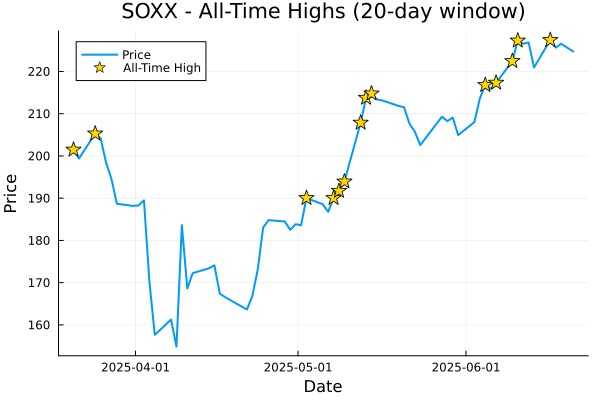 SOXX - All-Time Highs (20-day window)
Price
All-Time High
Price
220
210
200
190
180
170
160
2025-04-01
2025-05-01
2025-06-01
Date